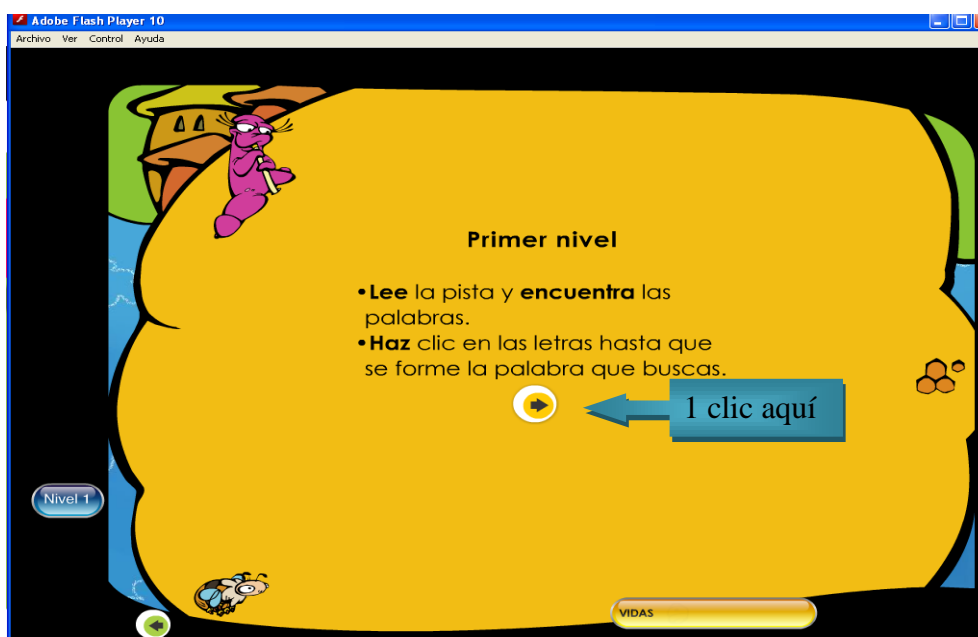 Adobe Flash Player 10
Archivo Ver Control Ayuda
Primer nivel
•Lee la pista y encuentra las
palabras.
•Haz clic en las letras hasta que
se forme la palabra que buscas.
1 clic aquí
Nivel 1
VIDAS